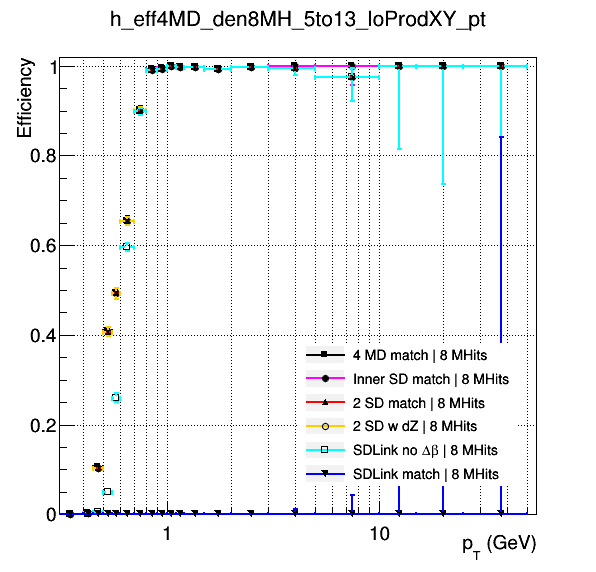 h_eff4MD_den8MH_5to13_loProdXY_pt
Efficiency
1
0.8
0.6
0.4
0.2
0
4 MD match | 8 MHits
Inner SD match | 8 MHits
2 SD match | 8 MHits
2 SD w dZ | 8 MHits
SDLink no Δβ | 8 MHits
SDLink match | 8 MHits
1
10
p_T (GeV)